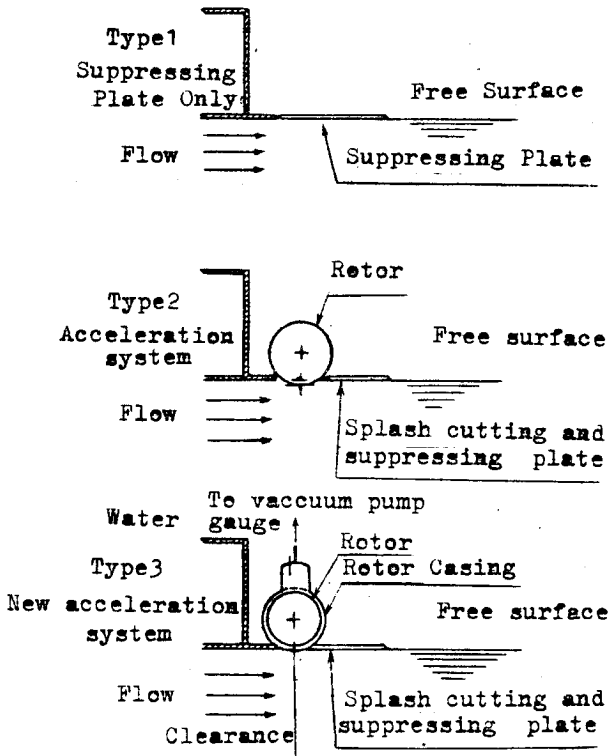 Type1
Suppressing
Plate Only
Free Surface
Flow
Suppressing Plate
Rotor
Type2
Acceleration
system
Free surface
Flow
Splash cutting and
suppressing plate
To vaccuum pump
Water
gauge
Rotor
Type3
Rotor Casing
New acceleration
system
Free surface
Flow
Splash cutting and
suppressing plate
Clearance